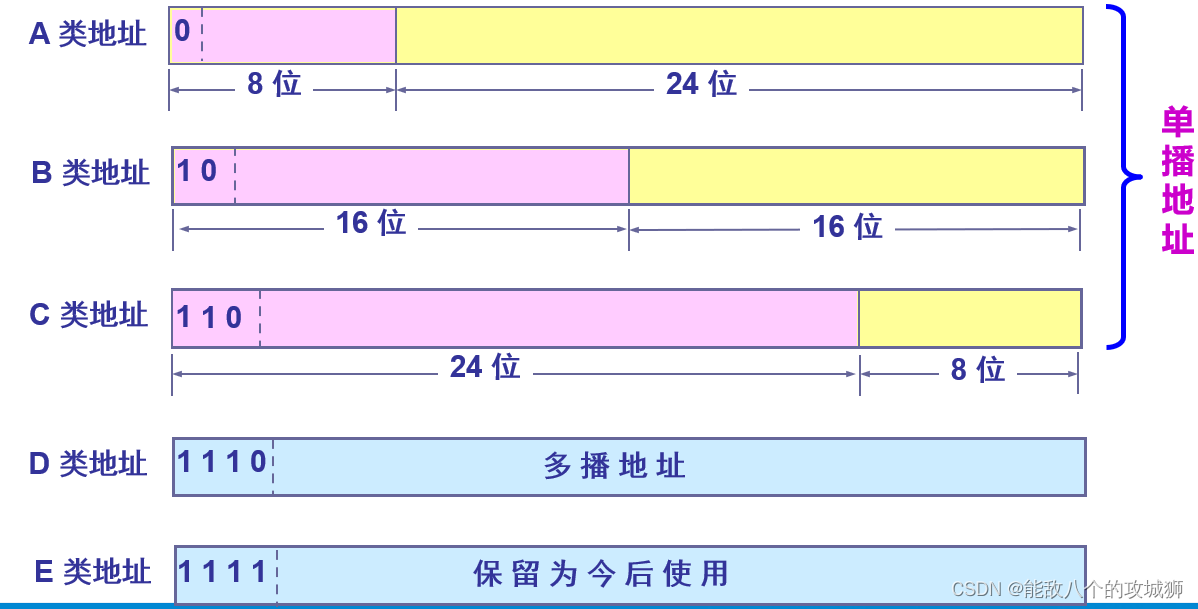 A 类地址
0
8 位
24 位
B 类地址
1 0
16 位
16 位
C 类地址
1 1 0
24 位
8 位
单播地址
D 类地址
1 1 1 0
多播地址
E 类地址
1 1 1 1
保留为今后使用
CSDN @能敌八个的攻城狮